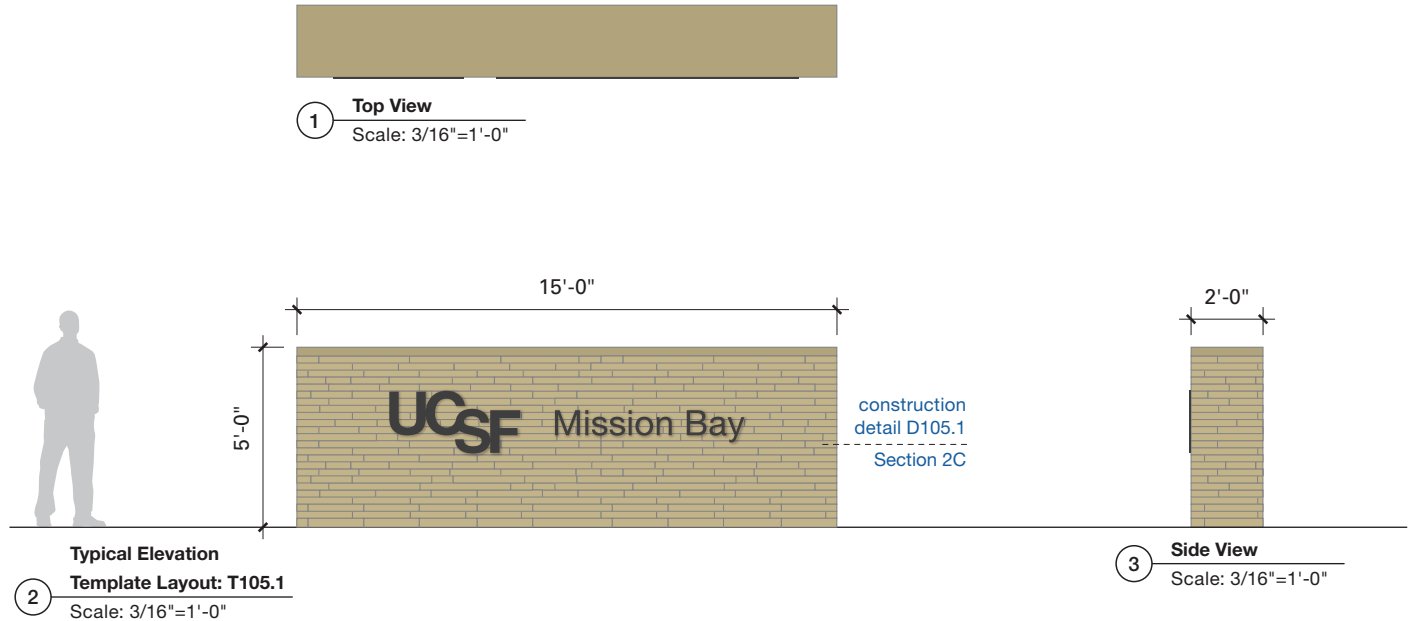 1
Top View
Scale: 3/16"=1'-0"
15'-0"
2'-0"
5'-0"
UCSF Mission Bay
construction
detail D105.1
Section 2C
2
Typical Elevation
Template Layout: T105.1
Scale: 3/16"=1'-0"
3
Side View
Scale: 3/16"=1'-0"